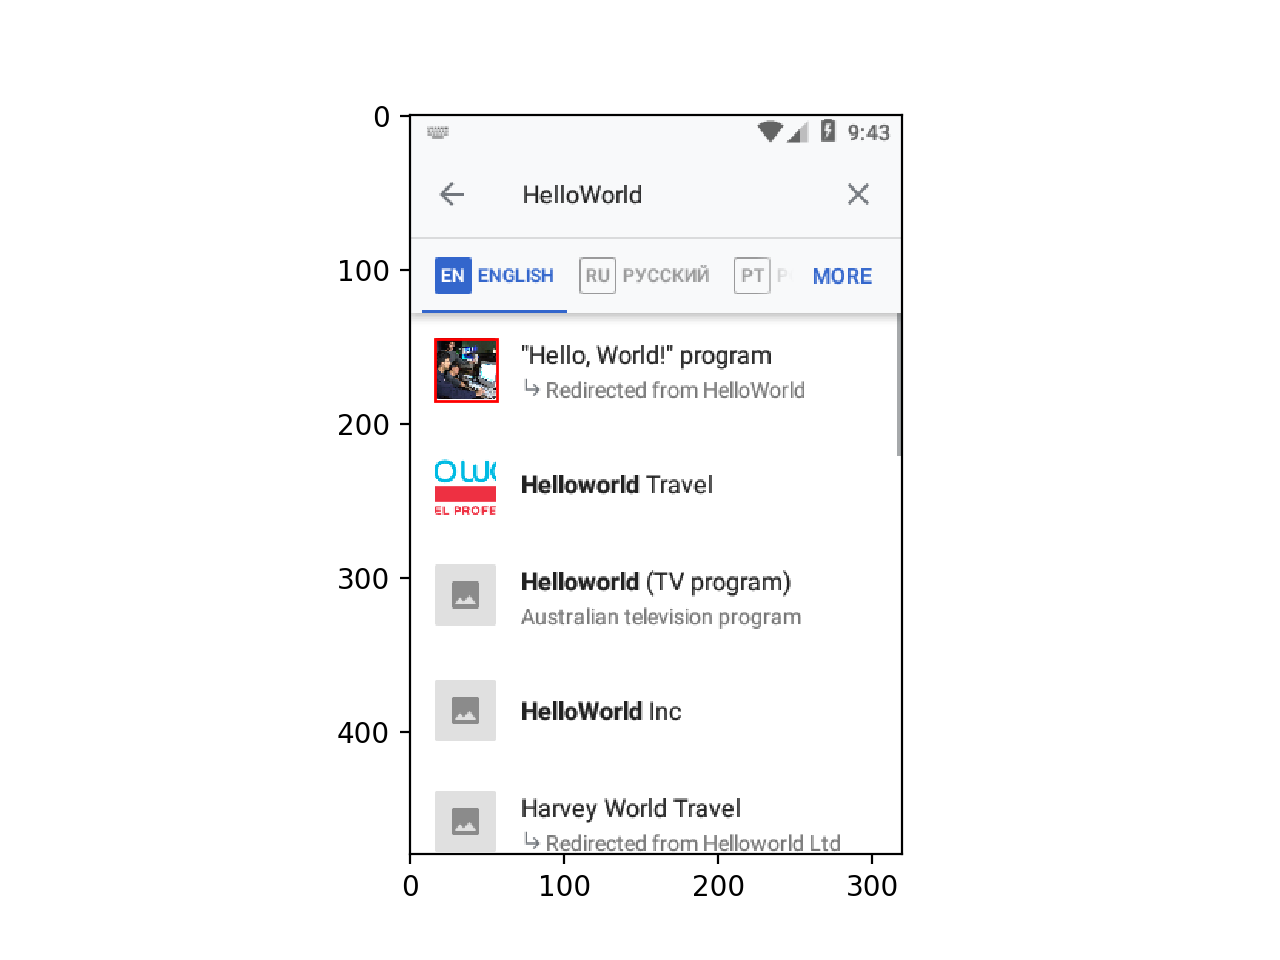 0
100
200
300
400
9:43
HelloWorld
EN ENGLISH RU РУССКИЙ PT MORE
"Hello, World!" program
Redirected from HelloWorld
OWO
EL PROFE
Helloworld Travel
Helloworld (TV program)
Australian television program
HelloWorld Inc
Harvey World Travel
Redirected from Helloworld Ltd
0 100 200 300